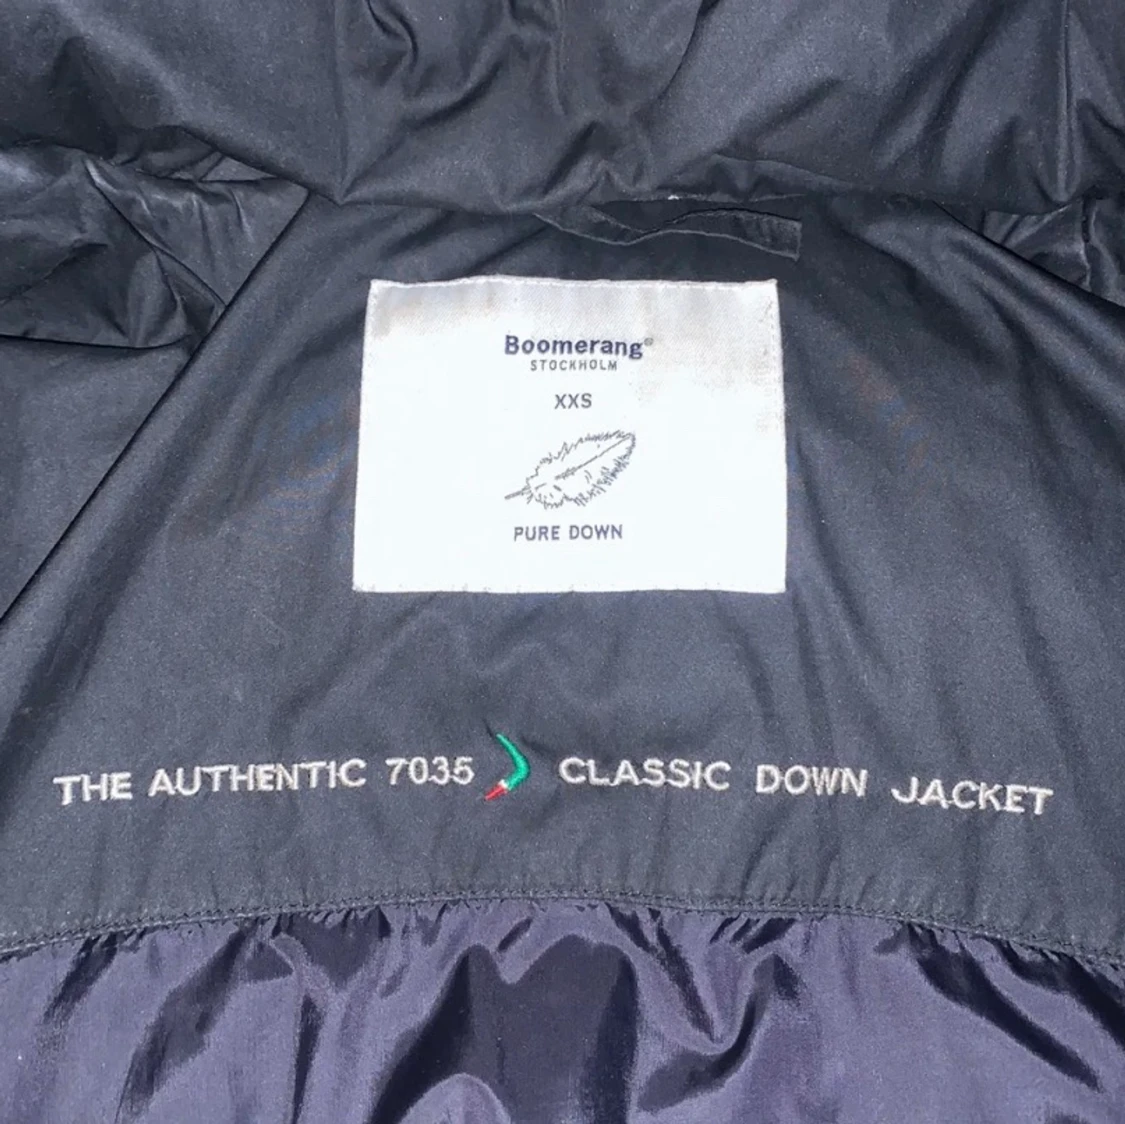 Boomerang®
STOCKHOLM
XXS
PURE DOWN
THE AUTHENTIC 7035 CLASSIC DOWN JACKET